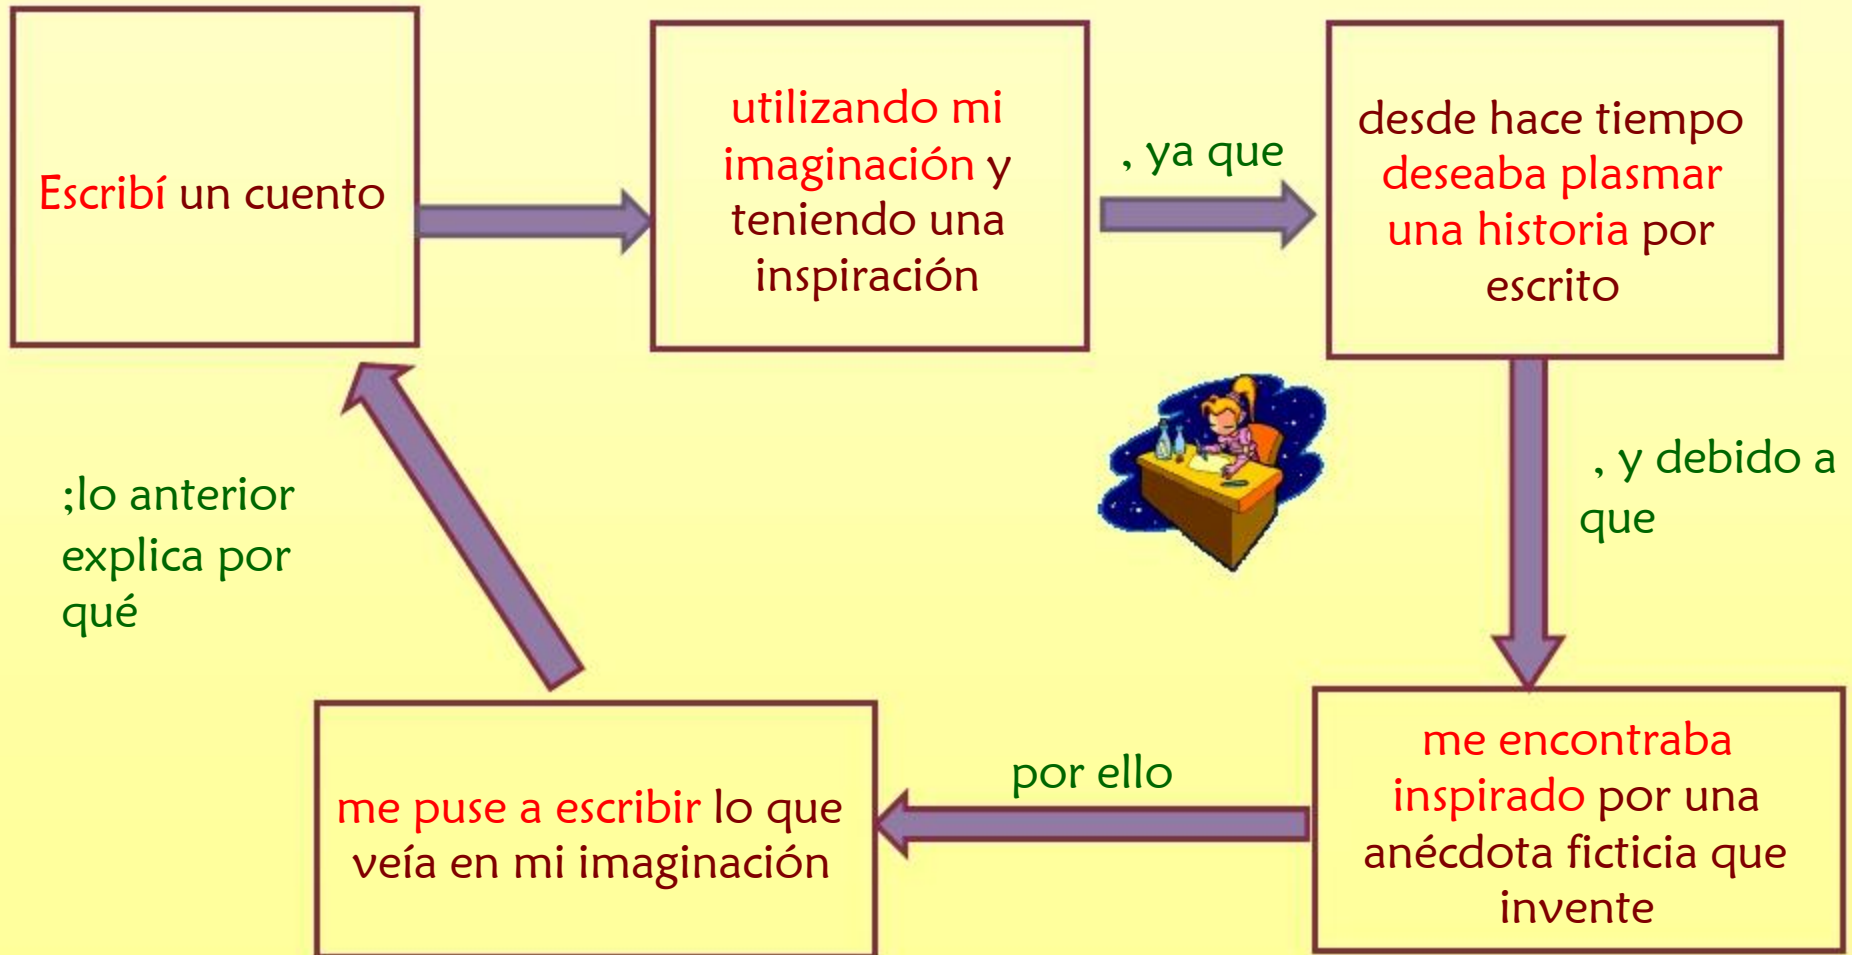 Escribí un cuento
utilizando mi
imaginación y
teniendo una
inspiración
, ya que
desde hace tiempo
deseaba plasmar
una historia por
escrito
, y debido a
que
me encontraba
inspirado por una
anécdota ficticia que
invente
por ello
me puse a escribir lo que
veía en mi imaginación
;lo anterior
explica por
qué